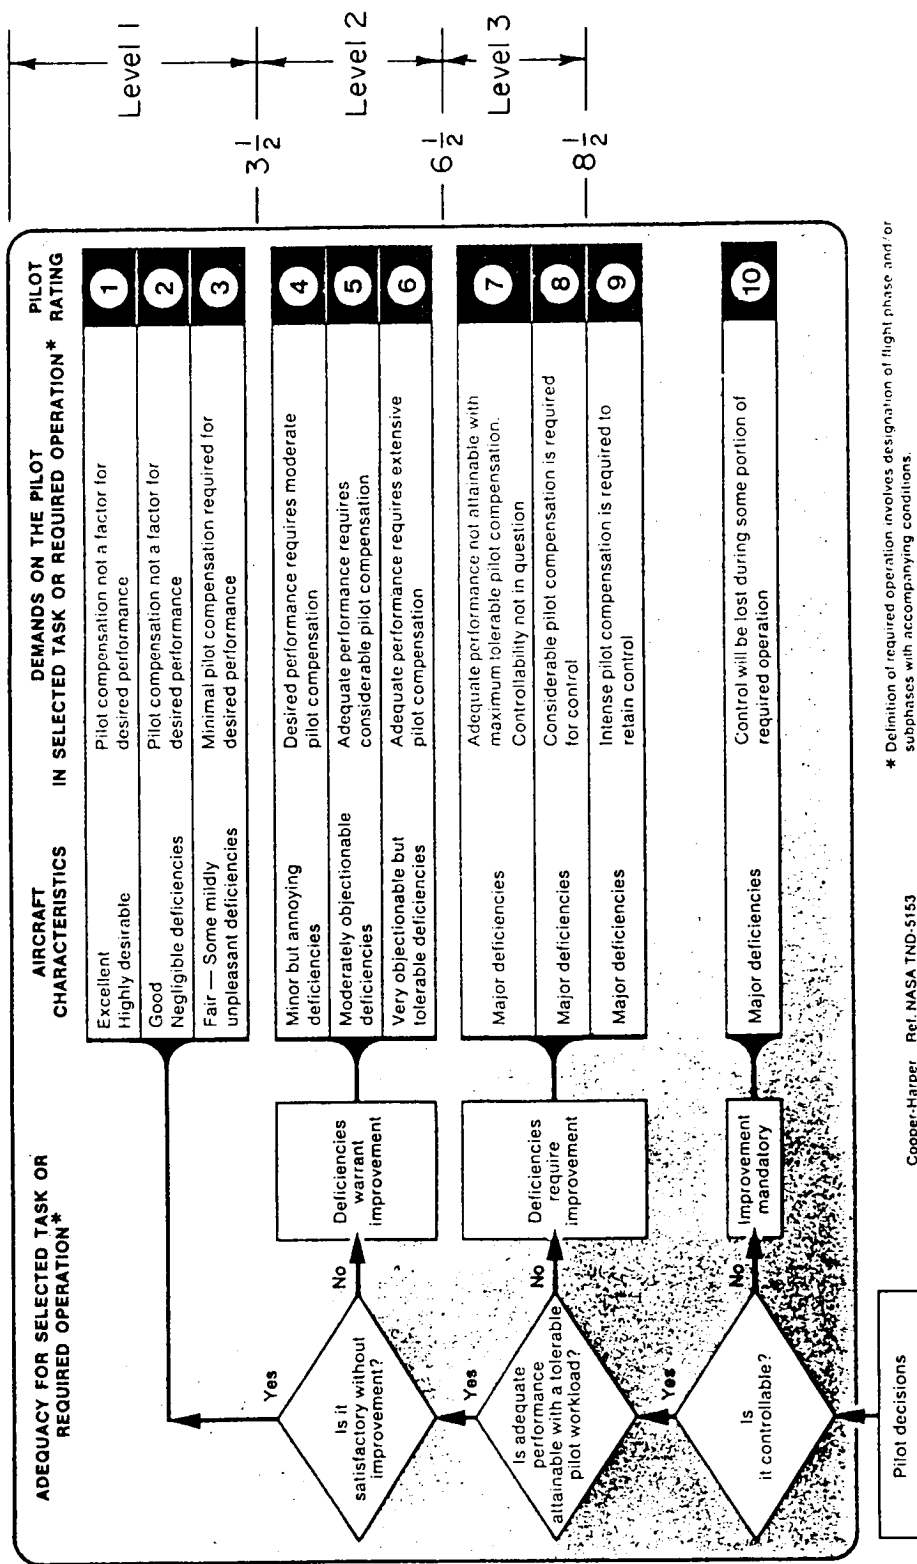 ADEQUACY FOR SELECTED TASK OR
REQUIRED OPERATION*
AIRCRAFT
CHARACTERISTICS
DEMANDS ON THE PILOT
IN SELECTED TASK OR REQUIRED OPERATION*
PILOT
RATING
Excellent
Highly desirable
Pilot compensation not a factor for
desired performance
1
Good
Negligible deficiencies
Pilot compensation not a factor for
desired performance
2
Fair — Some mildly
unpleasant deficiencies
Minimal pilot compensation required for
desired performance
3
Level 1
3 1/2
Yes
Is it
satisfactory without
improvement?
No
Deficiencies
warrant
improvement
Minor but annoying
deficiencies
Desired performance requires moderate
pilot compensation
4
Moderately objectionable
deficiencies
Adequate performance requires
considerable pilot compensation
5
Very objectionable but
tolerable deficiencies
Adequate performance requires extensive
pilot compensation
6
Level 2
6 1/2
Yes
Is adequate
performance
attainable with a tolerable
pilot workload?
No
Deficiencies
require
improvement
Major deficiencies
Adequate performance not attainable with
maximum tolerable pilot compensation.
Controllability not in question
7
Major deficiencies
Considerable pilot compensation is required
for control
8
Major deficiencies
Intense pilot compensation is required to
retain control
9
Level 3
8 1/2
Yes
Is
it controllable?
No
Improvement
mandatory
Major deficiencies
Control will be lost during some portion of
required operation
10
Pilot decisions
Cooper-Harper Ref. NASA TND-5153
* Definition of required operation involves designation of flight phase and/or
subphases with accompanying conditions.